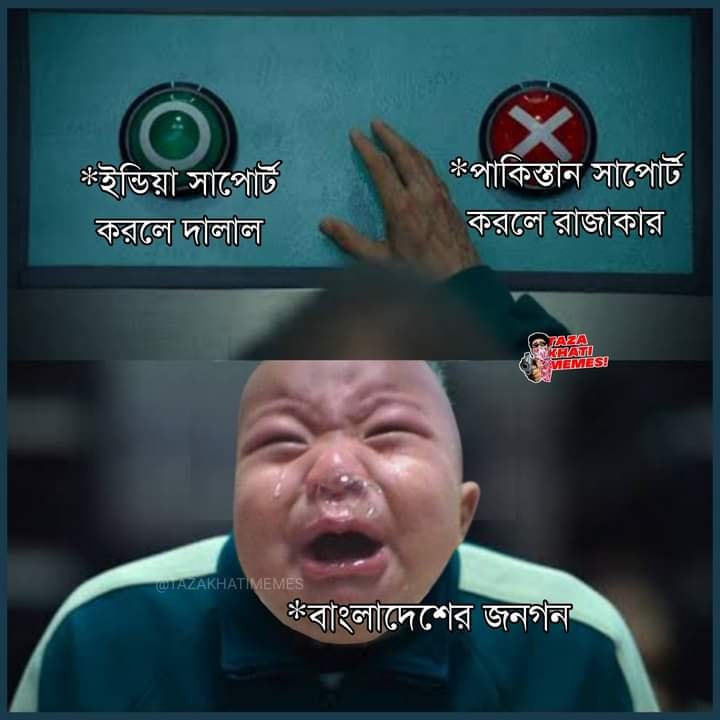 *ইন্ডিয়া সাপোর্ট
করলে দালাল
*পাকিস্তান সাপোর্ট
করলে রাজাকার
TAZA
KHATI
MEMES!
@TAZAKHATIMEMES
*বাংলাদেশের জনগন